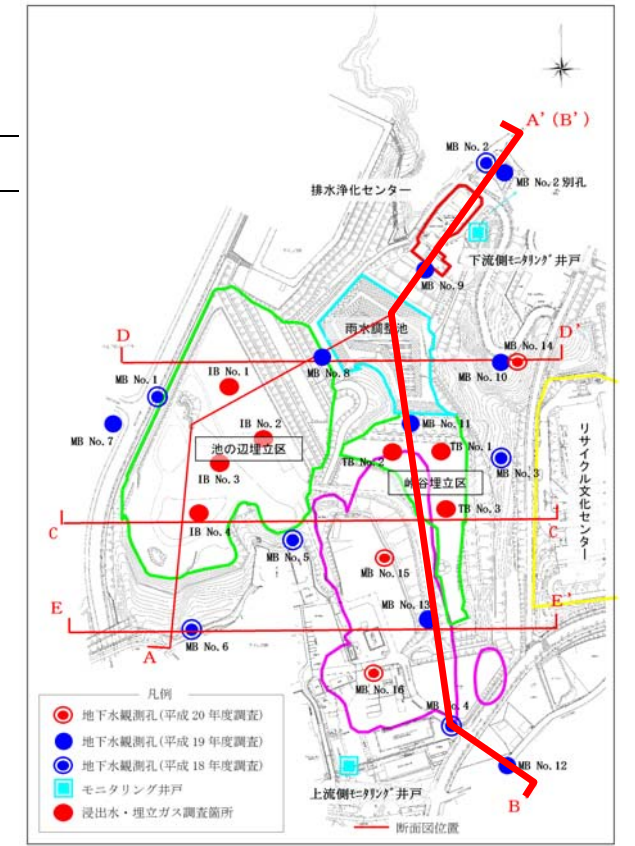 A' (B')
MB No. 2
MB No. 2 別孔
排水浄化センター
下流側モニタリング井戸
MB No. 9
雨水調整池
D
D'
MB No. 14
MB No. 8
MB No. 10
MB No. 1
IB No. 1
MB No. 7
IB No. 2
MB No. 11
池の辺埋立区
TB No. 1
TB No. 2
MB No. 3
リサイクル文化センター
IB No. 3
峠谷埋立区
TB No. 3
IB No. 4
C
C'
MB No. 5
MB No. 15
E
E'
MB No. 13
MB No. 6
A
MB No. 16
MB No. 4
凡例
地下水観測孔(平成 20 年度調査)
地下水観測孔(平成 19 年度調査)
地下水観測孔(平成 18 年度調査)
モニタリング井戸
浸出水・埋立ガス調査箇所
上流側モニタリング井戸
MB No. 12
B
断面図位置